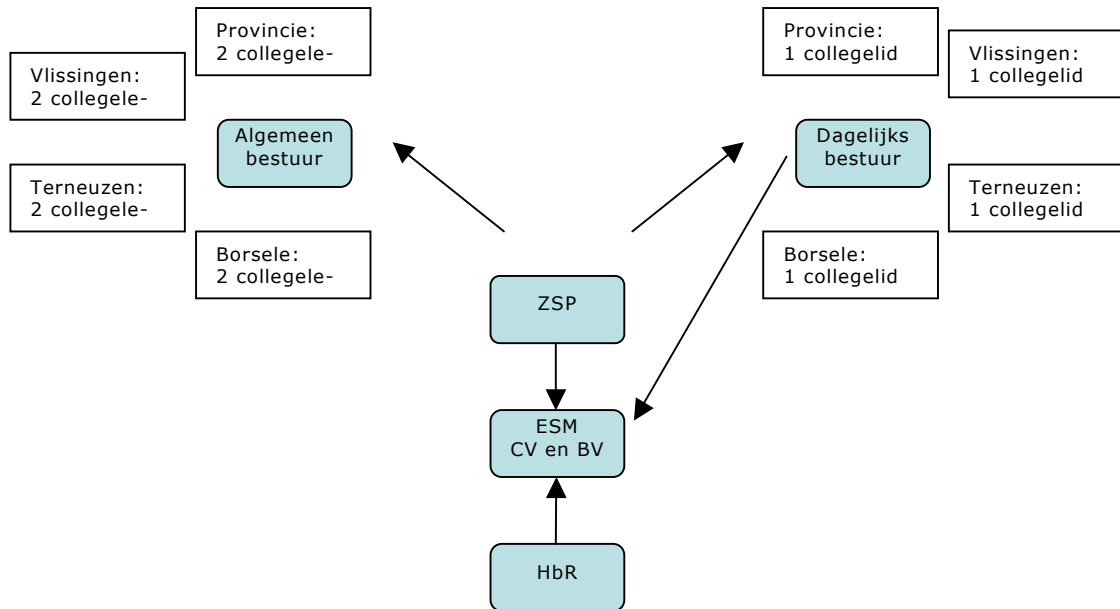 Provincie:
2 collegele-
Vlissingen:
2 collegele-
Algemeen
bestuur
Terneuzen:
2 collegele-
Borsele:
2 collegele-
Provincie:
1 collegelid
Vlissingen:
1 collegelid
Dagelijks
bestuur
Terneuzen:
1 collegelid
Borsele:
1 collegelid
ZSP
ESM
CV en BV
HbR